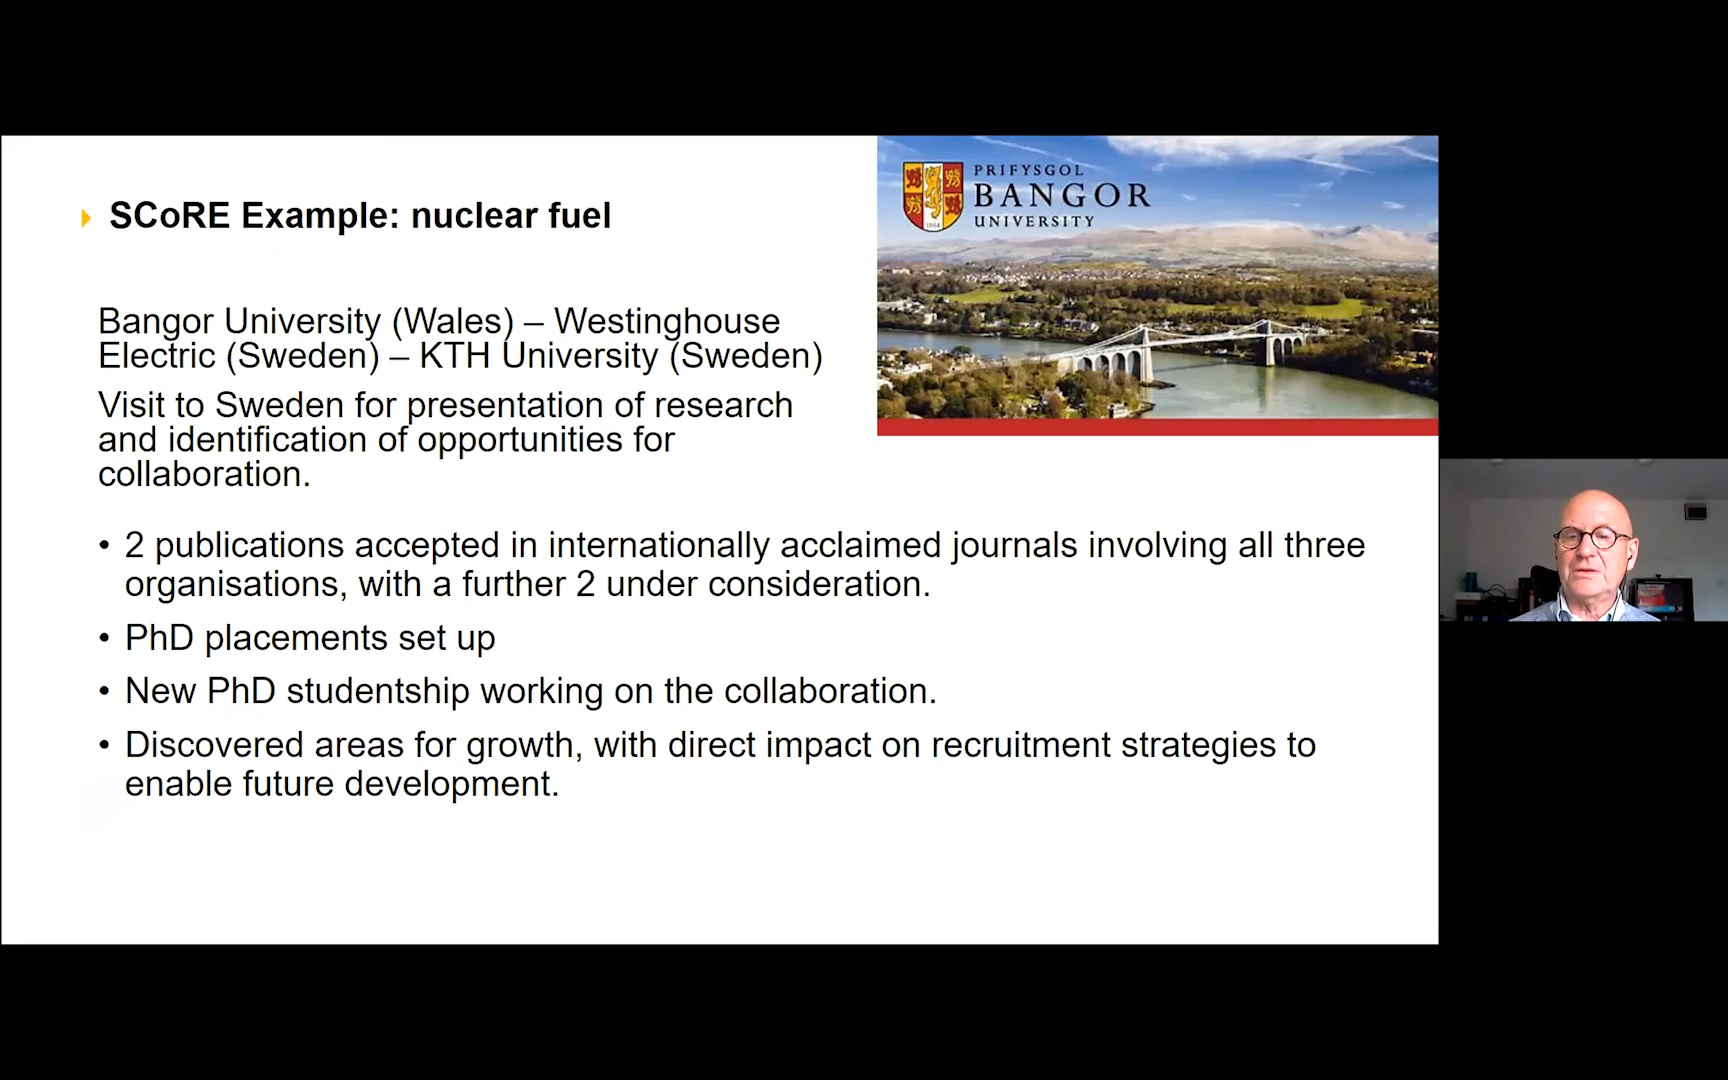 SCoRE Example: nuclear fuel
PRIFYSGOL
BANGOR
UNIVERSITY
1884
Bangor University (Wales) – Westinghouse
Electric (Sweden) – KTH University (Sweden)
Visit to Sweden for presentation of research
and identification of opportunities for
collaboration.
• 2 publications accepted in internationally acclaimed journals involving all three
organisations, with a further 2 under consideration.
• PhD placements set up
• New PhD studentship working on the collaboration.
• Discovered areas for growth, with direct impact on recruitment strategies to
enable future development.